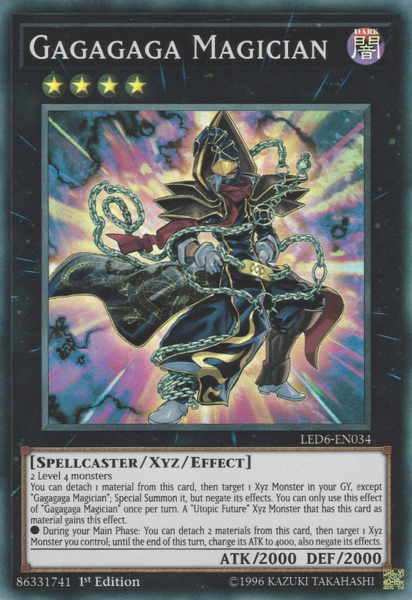 GAGAGAGA MAGICIAN
DARK
闇
LED6-EN034
[SPELLCASTER/XYZ/EFFECT]
2 Level 4 monsters
You can detach 1 material from this card, then target 1 Xyz Monster in your GY, except
"Gagagaga Magician"; Special Summon it, but negate its effects. You can only use this effect
of "Gagagaga Magician" once per turn. A "Utopic Future" Xyz Monster that has this card as
material gains this effect.
● During your Main Phase: You can detach 2 materials from this card, then target 1 Xyz
Monster you control; until the end of this turn, change its ATK to 4000, also negate its effects.
ATK/2000 DEF/2000
86331741 1st Edition ©1996 KAZUKI TAKAHASHI